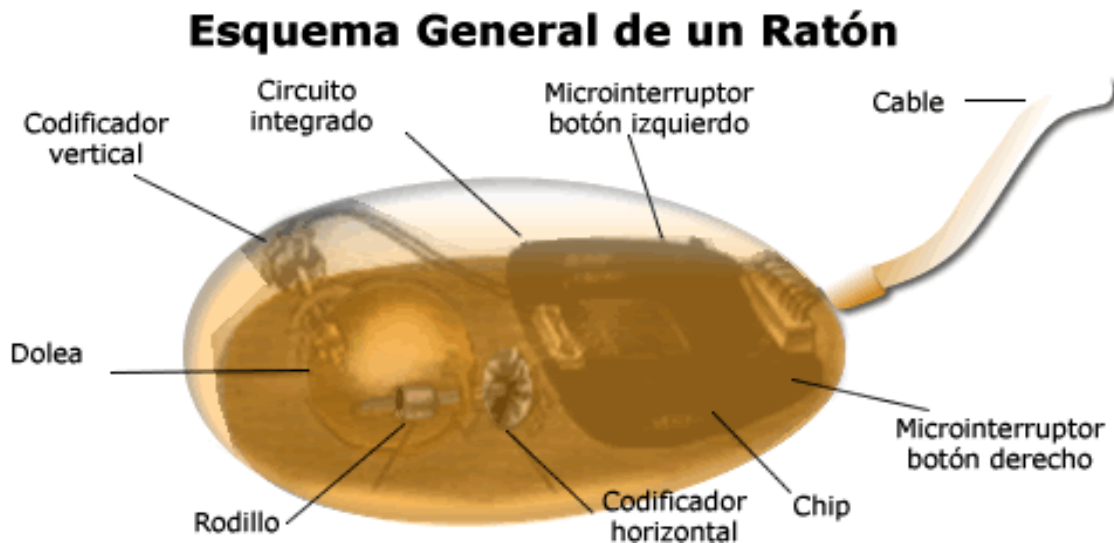 Esquema General de un Ratón
Circuito
integrado
Microinterruptor
botón izquierdo
Cable
Codificador
vertical
Dolea
Microinterruptor
botón derecho
Rodillo
Codificador
horizontal
Chip